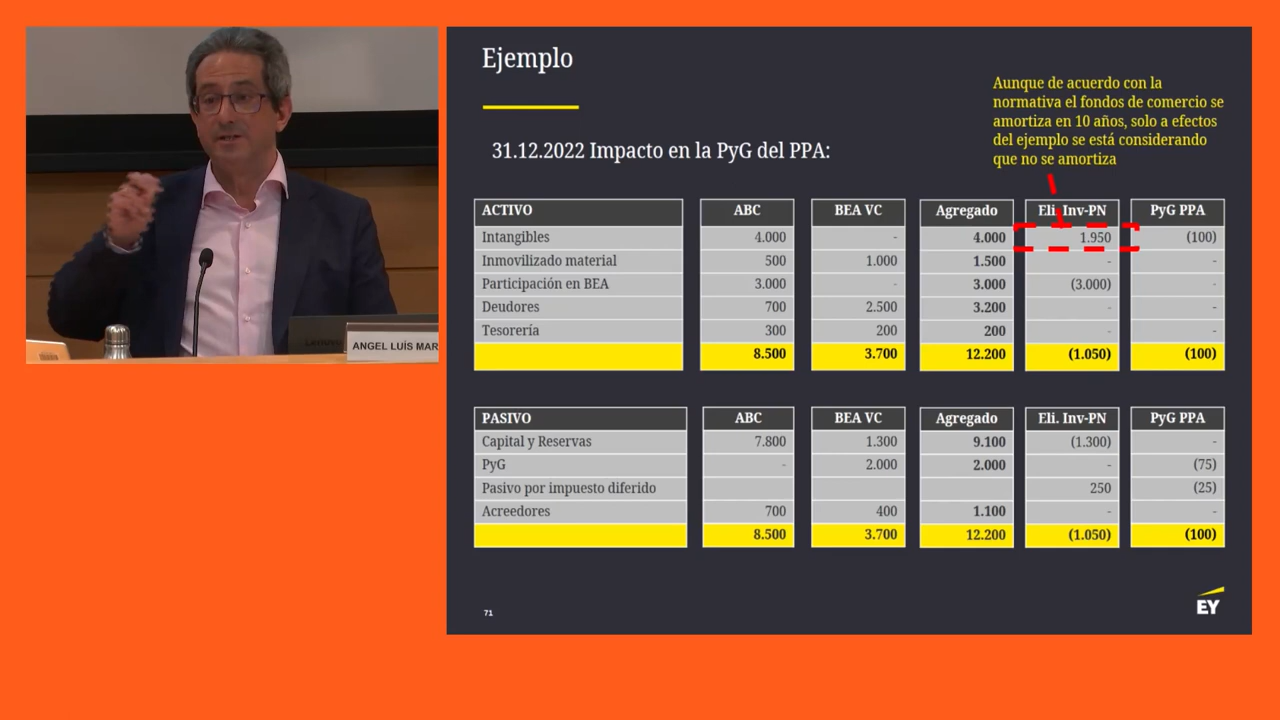 ANGEL LUÍS MAR
Ejemplo
Aunque de acuerdo con la
normativa el fondos de comercio se
amortiza en 10 años, solo a efectos
del ejemplo se está considerando
que no se amortiza
31.12.2022 Impacto en la PyG del PPA:
ACTIVO ABC BEA VC Agregado Eli. Inv-PN PyG PPA
Intangibles 4.000 - 4.000 1.950 (100)
Inmovilizado material 500 1.000 1.500 - -
Participación en BEA 3.000 - 3.000 (3.000) -
Deudores 700 2.500 3.200 - -
Tesorería 300 200 200 - -
8.500 3.700 12.200 (1.050) (100)
PASIVO ABC BEA VC Agregado Eli. Inv-PN PyG PPA
Capital y Reservas 7.800 1.300 9.100 (1.300) -
PyG - 2.000 2.000 - (75)
Pasivo por impuesto diferido 250 (25)
Acreedores 700 400 1.100 - -
8.500 3.700 12.200 (1.050) (100)
71
EY